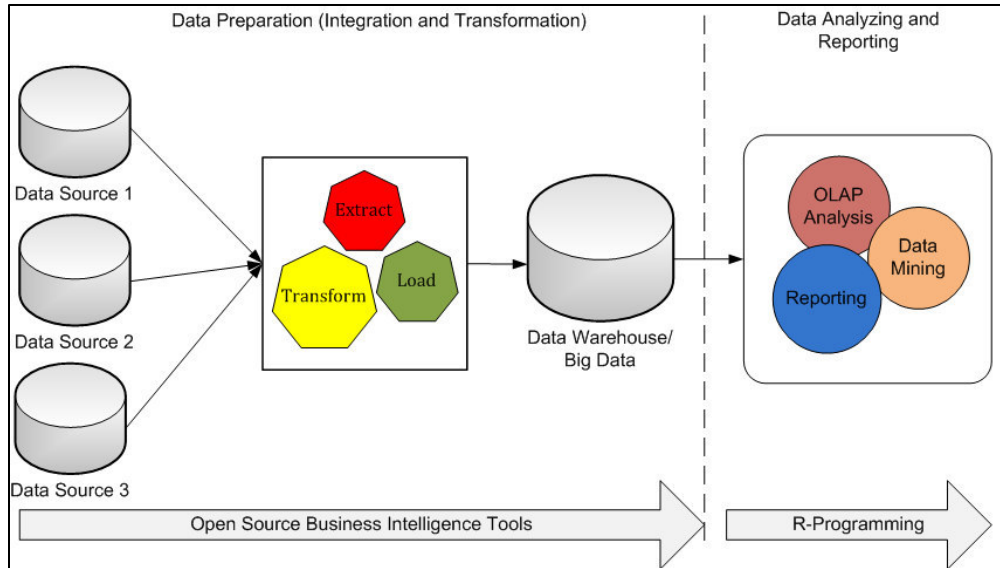 Data Preparation (Integration and Transformation)
Data Analyzing and
Reporting
Data Source 1
Data Source 2
Data Source 3
Extract
Transform
Load
Data Warehouse/
Big Data
OLAP
Analysis
Data
Mining
Reporting
Open Source Business Intelligence Tools
R-Programming